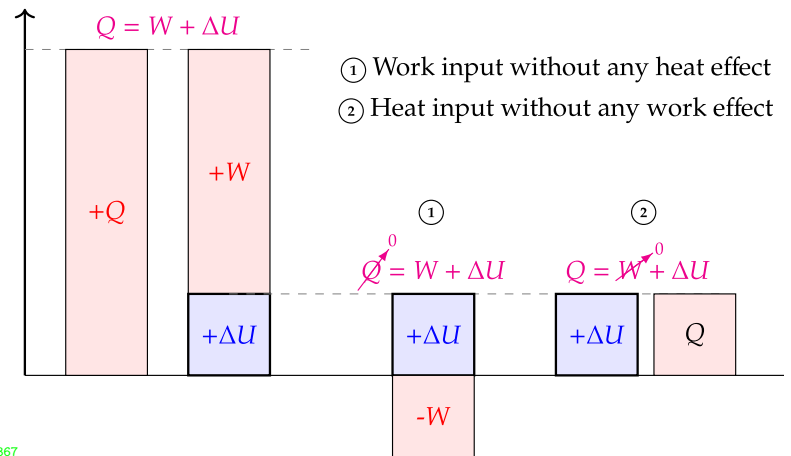 Q = W + ΔU
① Work input without any heat effect
② Heat input without any work effect
+W
+Q
① ②
0 0
Q = W + ΔU Q = W + ΔU
+ΔU +ΔU +ΔU Q
-W
367